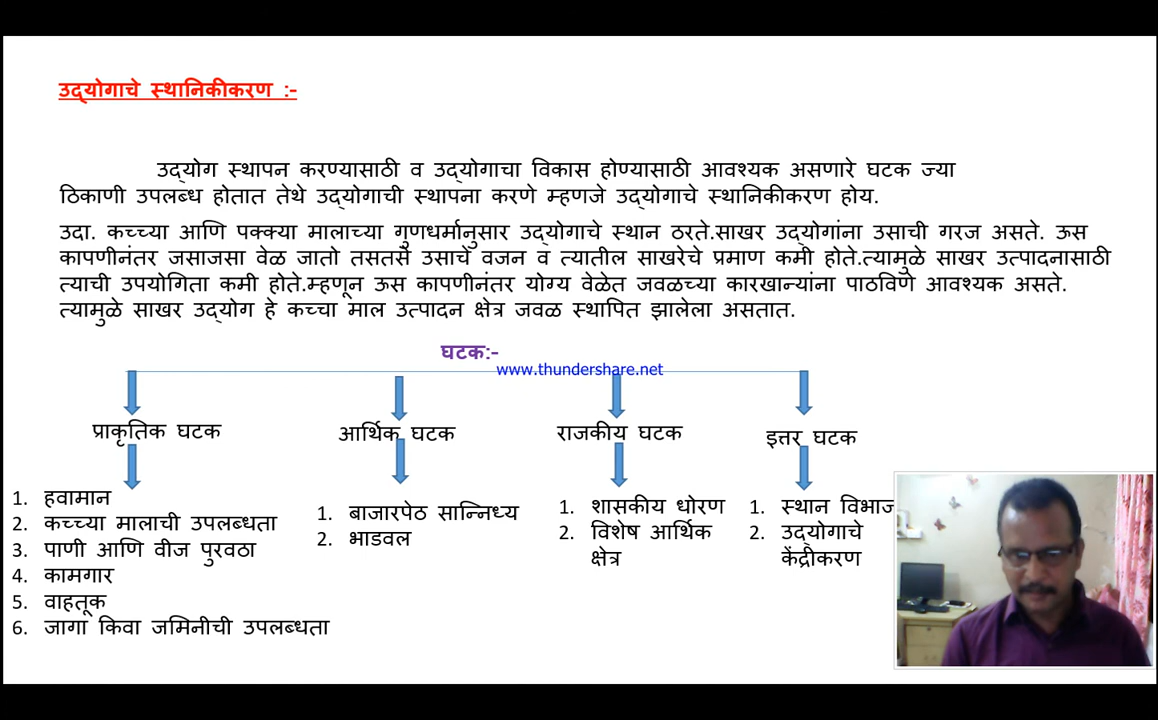 उद्योगाचे स्थानिकीकरण :-
उद्योग स्थापन करण्यासाठी व उद्योगाचा विकास होण्यासाठी आवश्यक असणारे घटक ज्या
ठिकाणी उपलब्ध होतात तेथे उद्योगाची स्थापना करणे म्हणजे उद्योगाचे स्थानिकीकरण होय.
उदा. कच्च्या आणि पक्क्या मालाच्या गुणधर्मानुसार उद्योगाचे स्थान ठरते.साखर उद्योगांना उसाची गरज असते. ऊस
कापणीनंतर जसाजसा वेळ जातो तसतसे उसाचे वजन व त्यातील साखरेचे प्रमाण कमी होते.त्यामुळे साखर उत्पादनासाठी
त्याची उपयोगिता कमी होते.म्हणून ऊस कापणीनंतर योग्य वेळेत जवळच्या कारखान्यांना पाठविणे आवश्यक असते.
त्यामुळे साखर उद्योग हे कच्चा माल उत्पादन क्षेत्र जवळ स्थापित झालेला असतात.
घटक:-
www.thundershare.net
प्राकृतिक घटक
1. हवामान
2. कच्च्या मालाची उपलब्धता
3. पाणी आणि वीज पुरवठा
4. कामगार
5. वाहतूक
6. जागा किवा जमिनीची उपलब्धता
आर्थिक घटक
1. बाजारपेठ सान्निध्य
2. भाडवल
राजकीय घटक
1. शासकीय धोरण
2. विशेष आर्थिक
क्षेत्र
इत्तर घटक
1. स्थान
2. उद्योगाचे
केंद्रीकरण